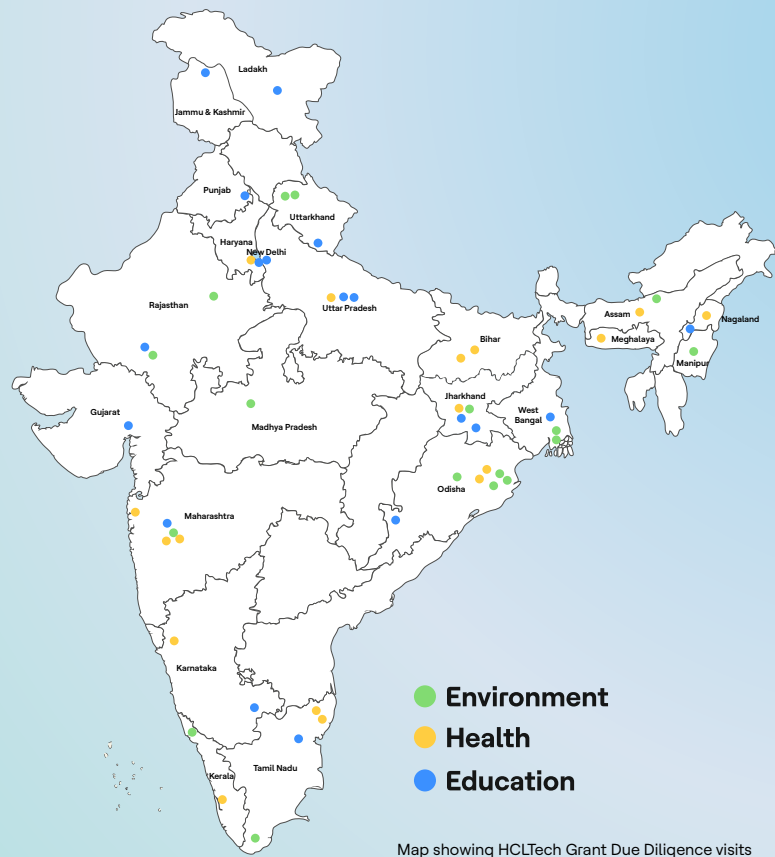 Ladakh
Jammu & Kashmir
Punjab
Uttarkhand
Haryana
New Delhi
Rajasthan
Uttar Pradesh
Assam
Nagaland
Meghalaya
Bihar
Manipur
Jharkhand
West
Bangal
Gujarat
Madhya Pradesh
Odisha
Maharashtra
Karnataka
Kerala
Tamil Nadu
Environment
Health
Education
Map showing HCLTech Grant Due Diligence visits